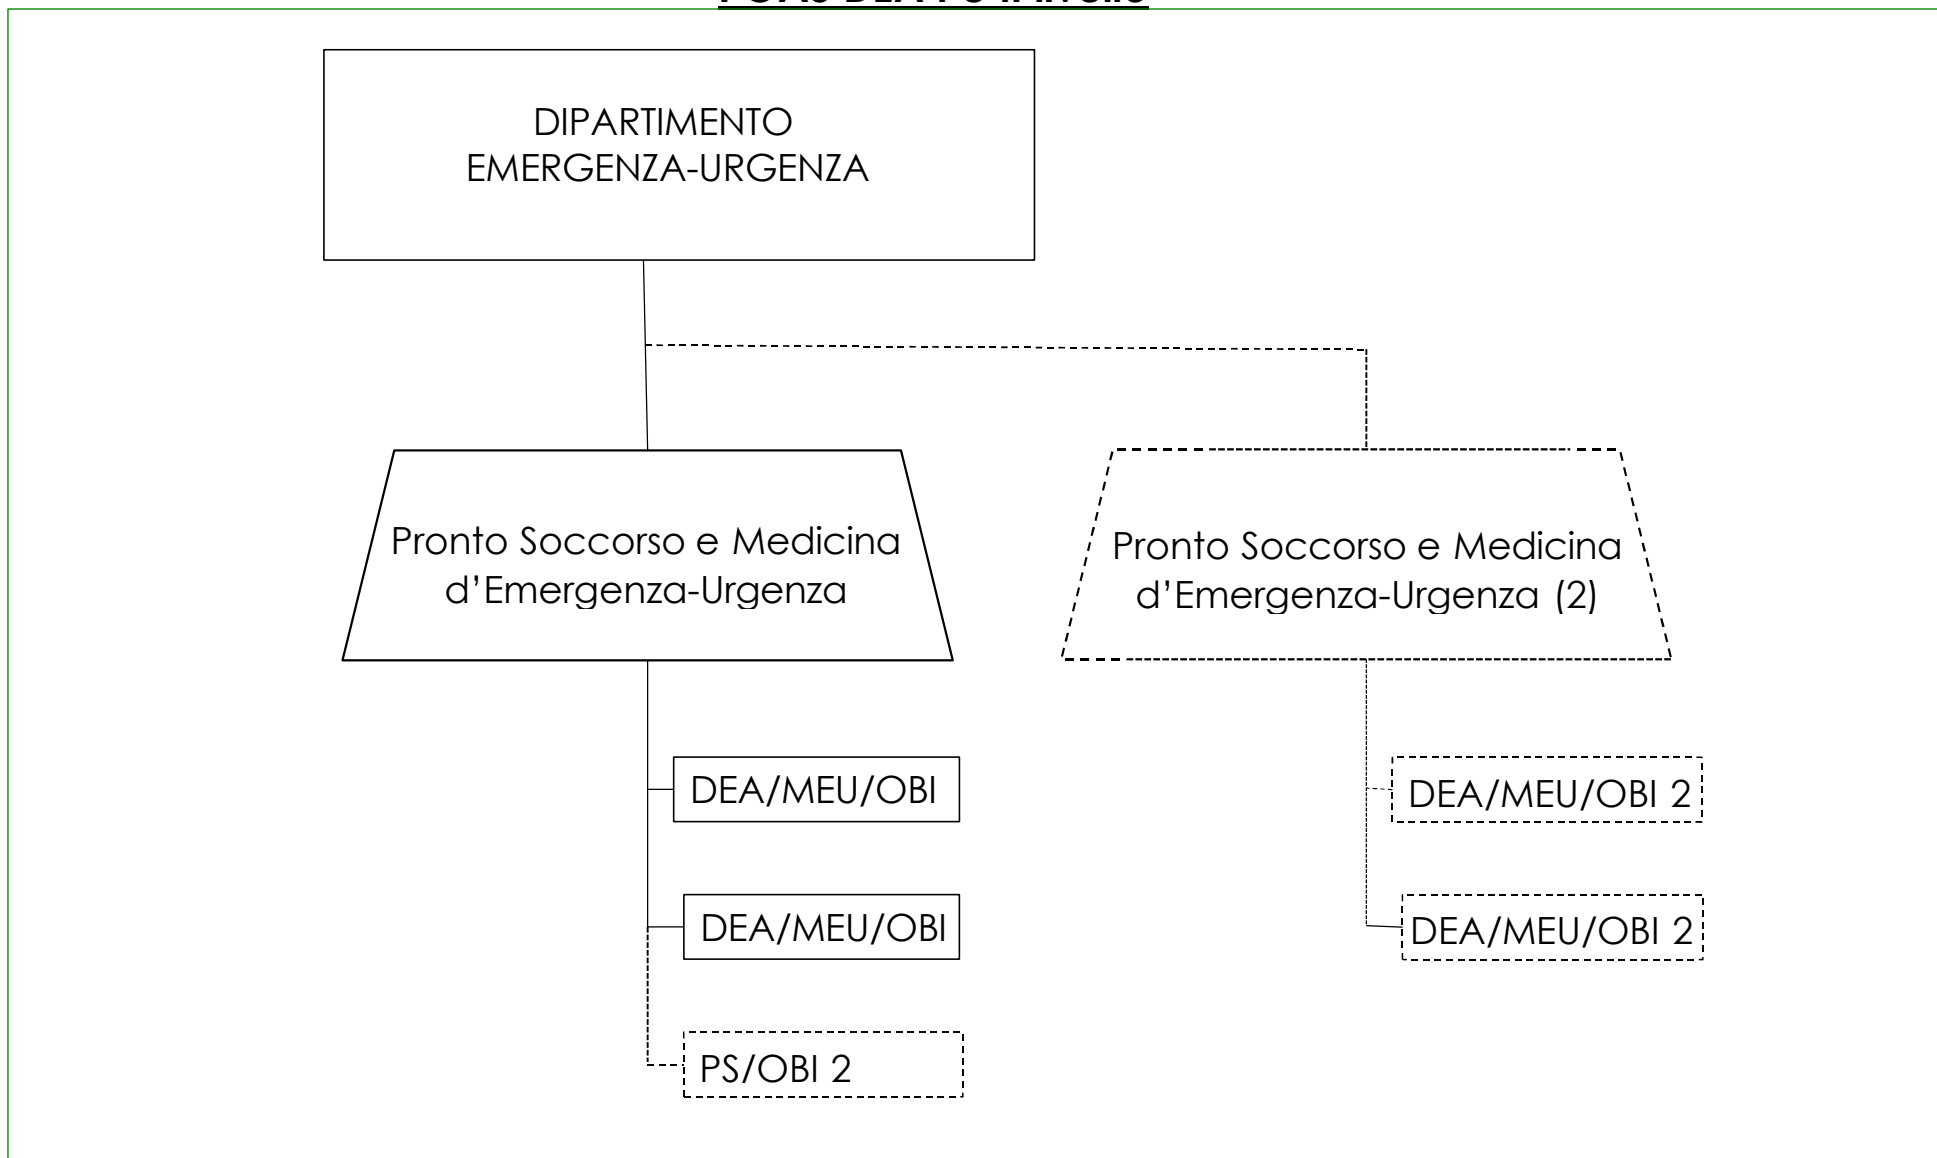 DIPARTIMENTO
EMERGENZA-URGENZA
Pronto Soccorso e Medicina
d’Emergenza-Urgenza
Pronto Soccorso e Medicina
d’Emergenza-Urgenza (2)
DEA/MEU/OBI
DEA/MEU/OBI 2
DEA/MEU/OBI
DEA/MEU/OBI 2
PS/OBI 2